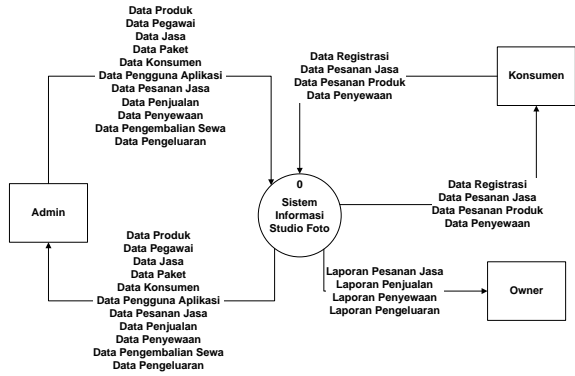 Data Produk
Data Pegawai
Data Jasa
Data Paket
Data Konsumen
Data Pengguna Aplikasi
Data Pesanan Jasa
Data Penjualan
Data Penyewaan
Data Pengembalian Sewa
Data Pengeluaran
Data Registrasi
Data Pesanan Jasa
Data Pesanan Produk
Data Penyewaan
Konsumen
0
Sistem
Informasi
Studio Foto
Admin
Data Registrasi
Data Pesanan Jasa
Data Pesanan Produk
Data Penyewaan
Data Produk
Data Pegawai
Data Jasa
Data Paket
Data Konsumen
Data Pengguna Aplikasi
Data Pesanan Jasa
Data Penjualan
Data Penyewaan
Data Pengembalian Sewa
Data Pengeluaran
Laporan Pesanan Jasa
Laporan Penjualan
Laporan Penyewaan
Laporan Pengeluaran
Owner